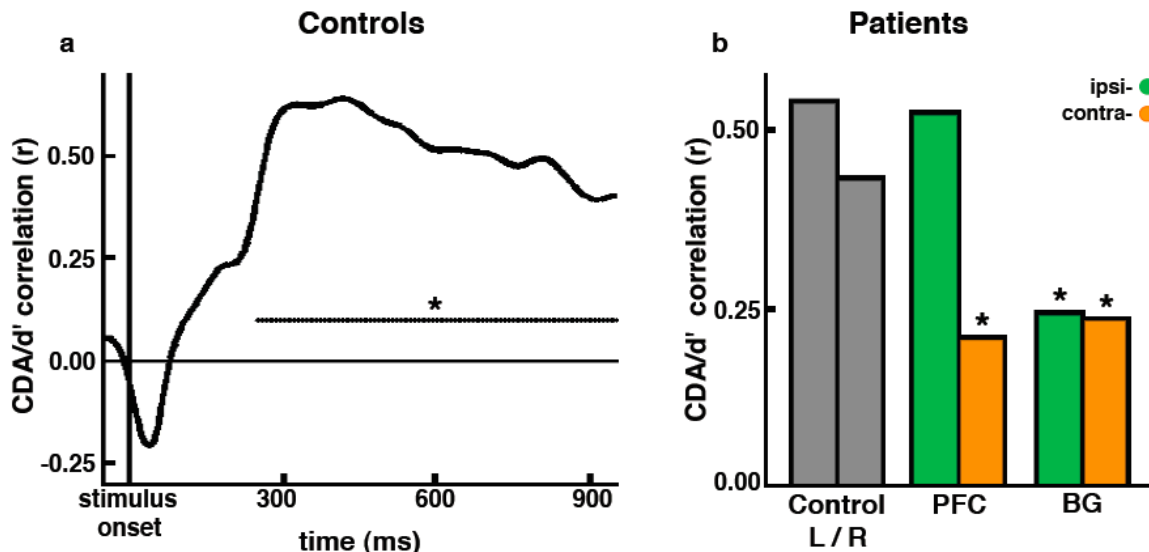 Controls
a
CDA/d' correlation (r)
0.50
0.25
0.00
-0.25
*
stimulus
onset
300
600
900
time (ms)
Patients
b
ipsi-
contra-
CDA/d' correlation (r)
0.50
0.25
0.00
*
* *
Control
L / R
PFC
BG